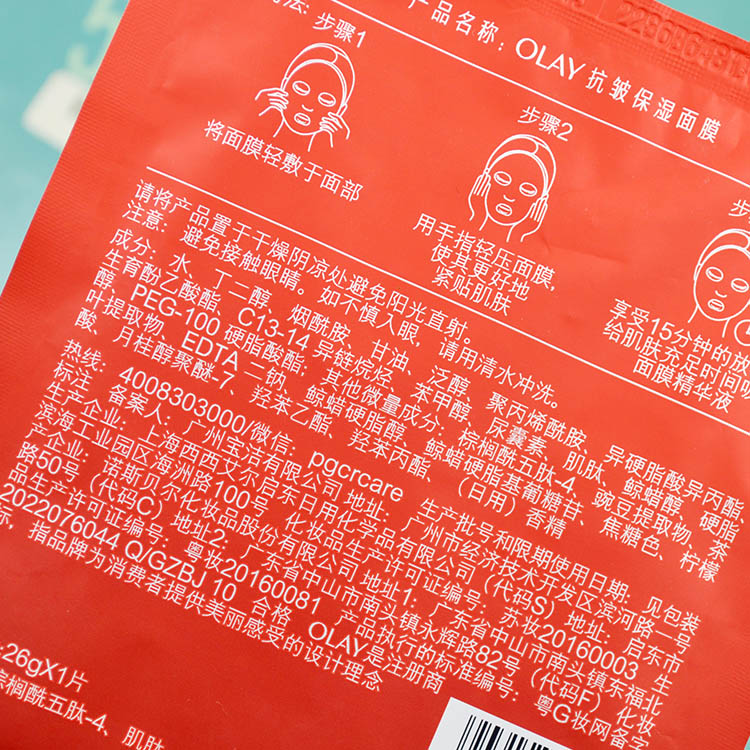 产品名称：OLAY 抗皱保湿面膜
步骤1
将面膜轻敷于面部
步骤2
用手指轻压面膜，
使其更好地
紧贴肌肤
享受15分钟的放
给肌肤充足时间
面膜精华液
请将产品置于干燥阴凉处避免阳光直射。
注意：避免接触眼睛。如不慎入眼，请用清水冲洗。
成分：水、丁二醇、烟酰胺、甘油、泛醇、聚丙烯酰胺、异硬脂酸异丙酯
生育酚乙酸酯、C13-14 异链烷烃、苯甲醇、尿囊素、肌肽、鲸蜡醇、硬脂
醇、PEG-100 硬脂酸酯；其他微量成分：棕榈酰五肽-4、豌豆提取物、茶
叶提取物、EDTA 二钠、鲸蜡硬脂醇、鲸蜡硬脂基葡糖苷、焦糖色、柠檬
酸、月桂醇聚醚-7、羟苯乙酯、羟苯丙酯、（日用）香精
热线：4008303000/微信：pgcrcare 生产批号和限期使用日期：见包装
标注 备案人：广州宝洁有限公司 地址：广州市经济技术开发区滨河路一号
生产企业：上海西西艾尔启东日用化学品有限公司（代码S）地址：启东市
滨海工业园区海洲路100号 化妆品生产许可证编号：苏妆20160003 生
产企业：诺斯贝尔化妆品股份有限公司 地址1：广东省中山市南头镇东福北
路50号（代码C）地址2：广东省中山市南头镇永辉路82号（代码F）化妆
品生产许可证编号：粤妆20160081 产品执行的标准编号：粤G妆网备字
2022076044 Q/GZBJ 10 合格 OLAY是注册商
标，指品牌为消费者提供美丽感受的设计理念
26gX1片
棕榈酰五肽-4、肌肽